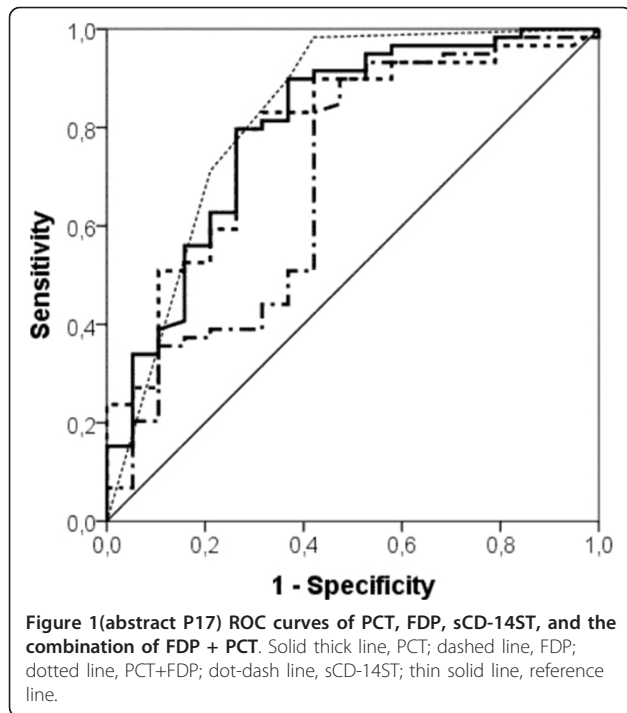 1,0
0,8
0,6
0,4
0,2
0,0
Sensitivity
0,0 0,2 0,4 0,6 0,8 1,0
1 - Specificity
Figure 1(abstract P17) ROC curves of PCT, FDP, sCD-14ST, and the
combination of FDP + PCT. Solid thick line, PCT; dashed line, FDP;
dotted line, PCT+FDP; dot-dash line, sCD-14ST; thin solid line, reference
line.